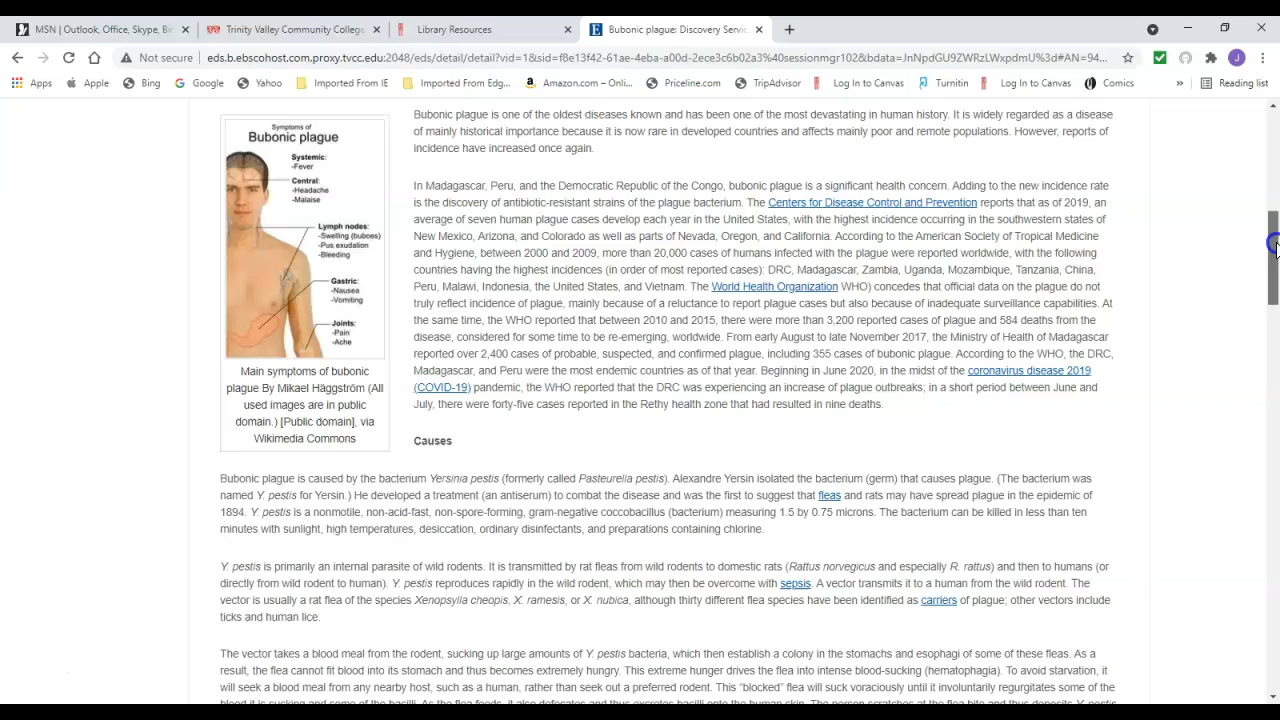 MSN | Outlook, Office, Skype, Bin
Trinity Valley Community College
Library Resources
Bubonic plague: Discovery Servic
Not secure
eds.b.ebscohost.com.proxy.tvcc.edu:2048/eds/detail/detail?vid=1&sid=f8e13f42-61ae-4eba-a00d-2ece3c6b02a3%40sessionmgr102&bdata=JnNpdGU9ZWRzLWxpdmU%3d#AN=94...
J
Apps
Apple
Bing
Google
Yahoo
Imported From IE
Imported From Edg...
Amazon.com – Onli...
Priceline.com
TripAdvisor
Log In to Canvas
Turnitin
Log In to Canvas
Comics
»
Reading list
Symptoms of
Bubonic plague
Systemic:
-Fever
Central:
-Headache
-Malaise
Lymph nodes:
-Swelling (buboes)
-Pus exudation
-Bleeding
Gastric:
-Nausea
-Vomiting
Joints:
-Pain
-Ache
Main symptoms of bubonic
plague By Mikael Häggström (All
used images are in public
domain.) [Public domain], via
Wikimedia Commons
Bubonic plague is one of the oldest diseases known and has been one of the most devastating in human history. It is widely regarded as a disease
of mainly historical importance because it is now rare in developed countries and affects mainly poor and remote populations. However, reports of
incidence have increased once again.
In Madagascar, Peru, and the Democratic Republic of the Congo, bubonic plague is a significant health concern. Adding to the new incidence rate
is the discovery of antibiotic-resistant strains of the plague bacterium. The Centers for Disease Control and Prevention reports that as of 2019, an
average of seven human plague cases develop each year in the United States, with the highest incidence occurring in the southwestern states of
New Mexico, Arizona, and Colorado as well as parts of Nevada, Oregon, and California. According to the American Society of Tropical Medicine
and Hygiene, between 2000 and 2009, more than 20,000 cases of humans infected with the plague were reported worldwide, with the following
countries having the highest incidences (in order of most reported cases): DRC, Madagascar, Zambia, Uganda, Mozambique, Tanzania, China,
Peru, Malawi, Indonesia, the United States, and Vietnam. The World Health Organization WHO) concedes that official data on the plague do not
truly reflect incidence of plague, mainly because of a reluctance to report plague cases but also because of inadequate surveillance capabilities. At
the same time, the WHO reported that between 2010 and 2015, there were more than 3,200 reported cases of plague and 584 deaths from the
disease, considered for some time to be re-emerging, worldwide. From early August to late November 2017, the Ministry of Health of Madagascar
reported over 2,400 cases of probable, suspected, and confirmed plague, including 355 cases of bubonic plague. According to the WHO, the DRC,
Madagascar, and Peru were the most endemic countries as of that year. Beginning in June 2020, in the midst of the coronavirus disease 2019
(COVID-19) pandemic, the WHO reported that the DRC was experiencing an increase of plague outbreaks; in a short period between June and
July, there were forty-five cases reported in the Rethy health zone that had resulted in nine deaths.
Causes
Bubonic plague is caused by the bacterium Yersinia pestis (formerly called Pasteurella pestis). Alexandre Yersin isolated the bacterium (germ) that causes plague. (The bacterium was
named Y. pestis for Yersin.) He developed a treatment (an antiserum) to combat the disease and was the first to suggest that fleas and rats may have spread plague in the epidemic of
1894. Y. pestis is a nonmotile, non-acid-fast, non-spore-forming, gram-negative coccobacillus (bacterium) measuring 1.5 by 0.75 microns. The bacterium can be killed in less than ten
minutes with sunlight, high temperatures, desiccation, ordinary disinfectants, and preparations containing chlorine.
Y. pestis is primarily an internal parasite of wild rodents. It is transmitted by rat fleas from wild rodents to domestic rats (Rattus norvegicus and especially R. rattus) and then to humans (or
directly from wild rodent to human). Y. pestis reproduces rapidly in the wild rodent, which may then be overcome with sepsis. A vector transmits it to a human from the wild rodent. The
vector is usually a rat flea of the species Xenopsylla cheopis, X. ramesis, or X. nubica, although thirty different flea species have been identified as carriers of plague; other vectors include
ticks and human lice.
The vector takes a blood meal from the rodent, sucking up large amounts of Y. pestis bacteria, which then establish a colony in the stomachs and esophagi of some of these fleas. As a
result, the flea cannot fit blood into its stomach and thus becomes extremely hungry. This extreme hunger drives the flea into intense blood-sucking (hematophagia). To avoid starvation, it
will seek a blood meal from any nearby host, such as a human, rather than seek out a preferred rodent. This "blocked" flea will suck voraciously until it involuntarily regurgitates some of the
blood it is sucking and some of the bacilli. As the flea feeds, it also defecates and thus excretes bacilli onto the human skin. The person scratches at the flea bite and thus deposits Y. pestis